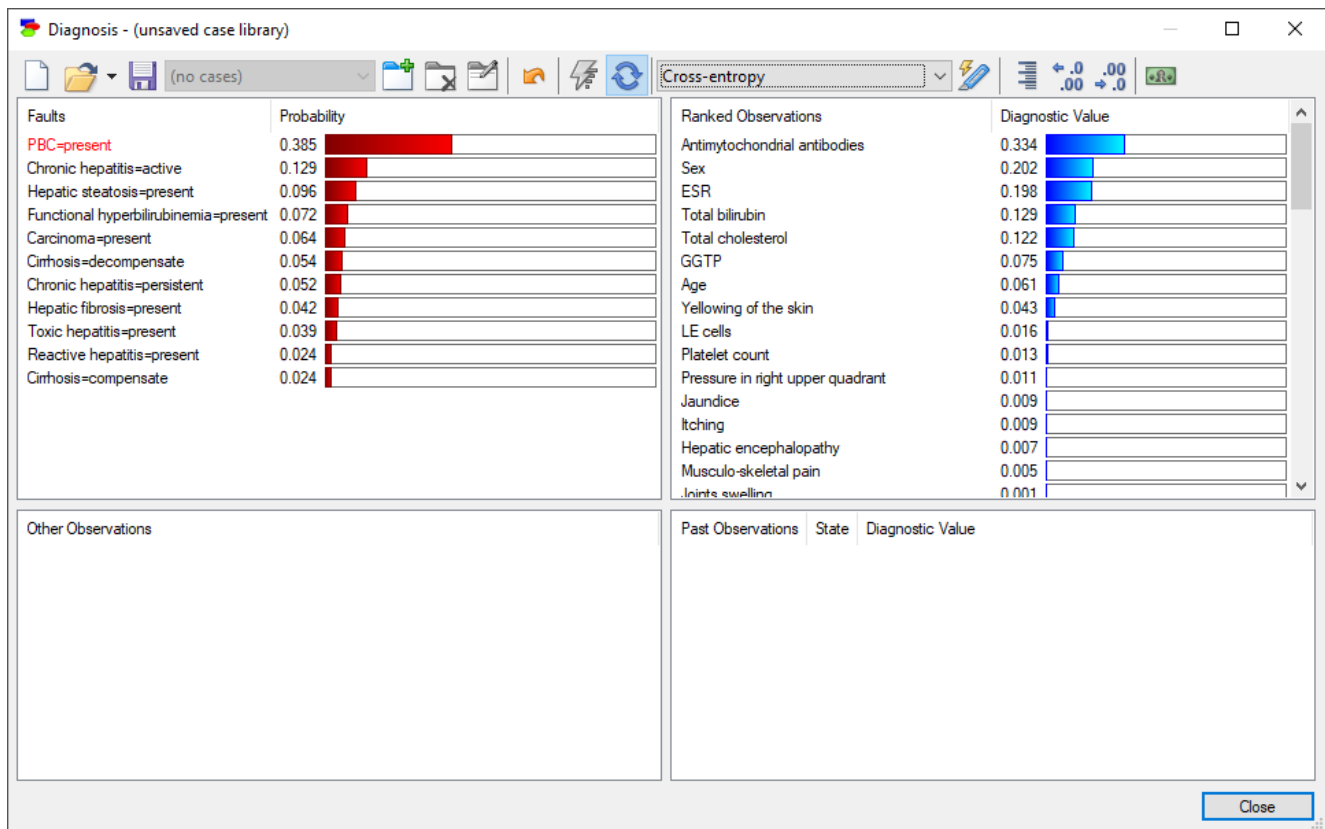 Diagnosis - (unsaved case library)
(no cases)
Cross-entropy
.0
.00
.00
.0
Faults Probability
PBC=present 0.385
Chronic hepatitis=active 0.129
Hepatic steatosis=present 0.096
Functional hyperbilirubinemia=present 0.072
Carcinoma=present 0.064
Cirrhosis=decompensate 0.054
Chronic hepatitis=persistent 0.052
Hepatic fibrosis=present 0.042
Toxic hepatitis=present 0.039
Reactive hepatitis=present 0.024
Cirrhosis=compensate 0.024
Ranked Observations Diagnostic Value
Antimytochondrial antibodies 0.334
Sex 0.202
ESR 0.198
Total bilirubin 0.129
Total cholesterol 0.122
GGTP 0.075
Age 0.061
Yellowing of the skin 0.043
LE cells 0.016
Platelet count 0.013
Pressure in right upper quadrant 0.011
Jaundice 0.009
Itching 0.009
Hepatic encephalopathy 0.007
Musculo-skeletal pain 0.005
Joints swelling 0.001
Other Observations
Past Observations State Diagnostic Value
Close